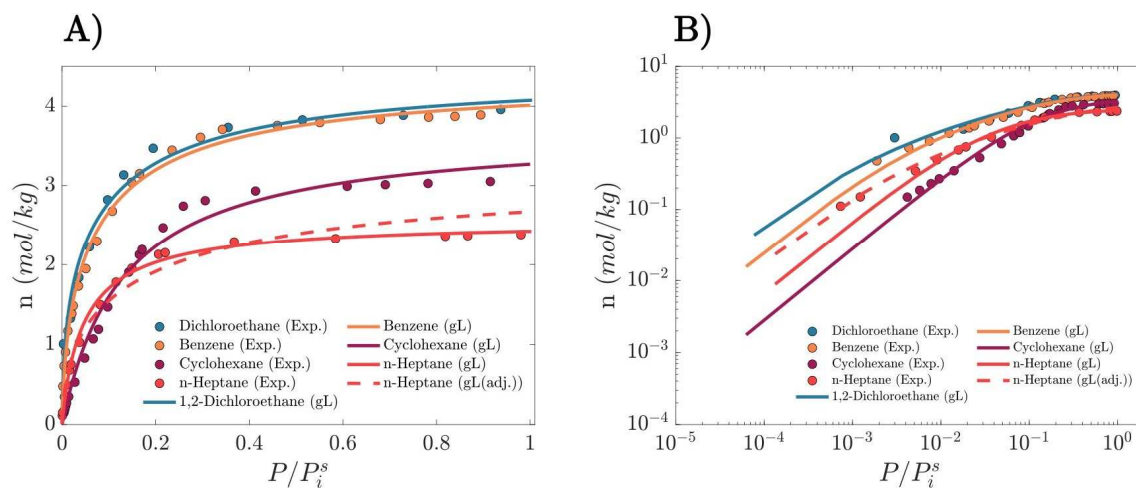 A)
n (mol/kg)
4
3
2
1
0
0
0.2
0.4
0.6
0.8
1
P/P_i^s
Dichloroethane (Exp.)
Benzene (Exp.)
Cyclohexane (Exp.)
n-Heptane (Exp.)
1,2-Dichloroethane (gL)
Benzene (gL)
Cyclohexane (gL)
n-Heptane (gL)
n-Heptane (gL(adj.))
B)
n (mol/kg)
10^1
10^0
10^-1
10^-2
10^-3
10^-4
10^-5
10^-4
10^-3
10^-2
10^-1
10^0
P/P_i^s
Dichloroethane (Exp.)
Benzene (Exp.)
Cyclohexane (Exp.)
n-Heptane (Exp.)
1,2-Dichloroethane (gL)
Benzene (gL)
Cyclohexane (gL)
n-Heptane (gL)
n-Heptane (gL(adj.))